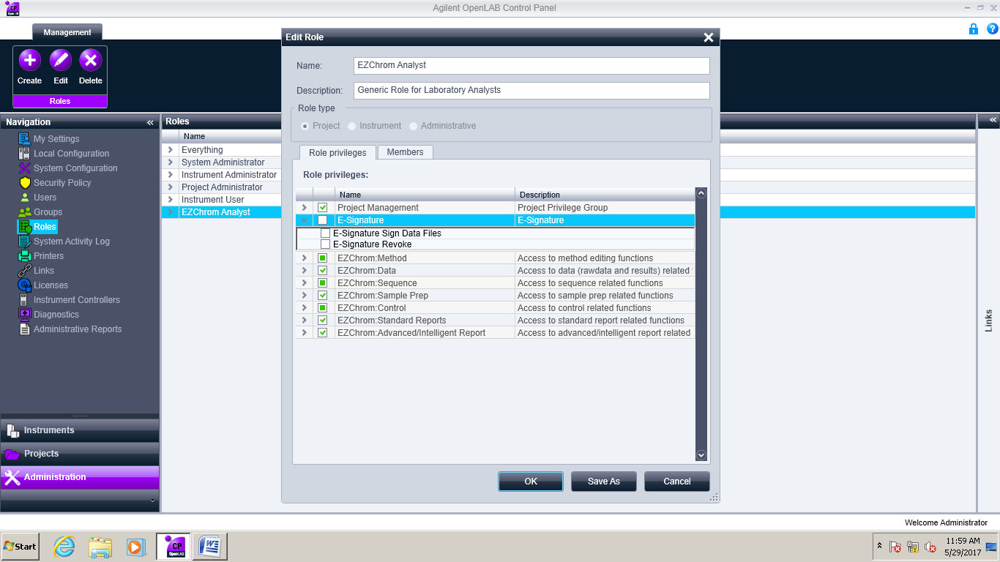 Agilent OpenLAB Control Panel
Management
Create
Edit
Delete
Roles
Navigation
My Settings
Local Configuration
System Configuration
Security Policy
Users
Groups
Roles
System Activity Log
Printers
Links
Licenses
Instrument Controllers
Diagnostics
Administrative Reports
Instruments
Projects
Administration
Roles
Name
Everything
System Administrator
Instrument Administrator
Project Administrator
Instrument User
EZChrom Analyst
Edit Role
Name: EZChrom Analyst
Description: Generic Role for Laboratory Analysts
Role type
Project Instrument Administrative
Role privileges Members
Role privileges:
Name Description
Project Management Project Privilege Group
E-Signature E-Signature
E-Signature Sign Data Files
E-Signature Revoke
EZChrom:Method Access to method editing functions
EZChrom:Data Access to data (rawdata and results) related
EZChrom:Sequence Access to sequence related functions
EZChrom:Sample Prep Access to sample prep related functions
EZChrom:Control Access to control related functions
EZChrom:Standard Reports Access to standard report related functions
EZChrom:Advanced/Intelligent Report Access to advanced/intelligent report related
OK Save As Cancel
Links
Welcome Administrator
Start
CP
OpenLAB
11:59 AM
5/29/2017